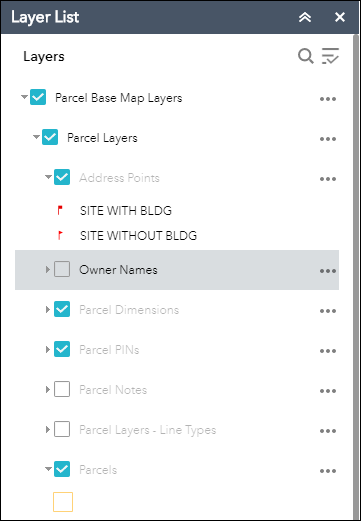 Layer List
Layers
Parcel Base Map Layers
Parcel Layers
Address Points
SITE WITH BLDG
SITE WITHOUT BLDG
Owner Names
Parcel Dimensions
Parcel PINs
Parcel Notes
Parcel Layers - Line Types
Parcels